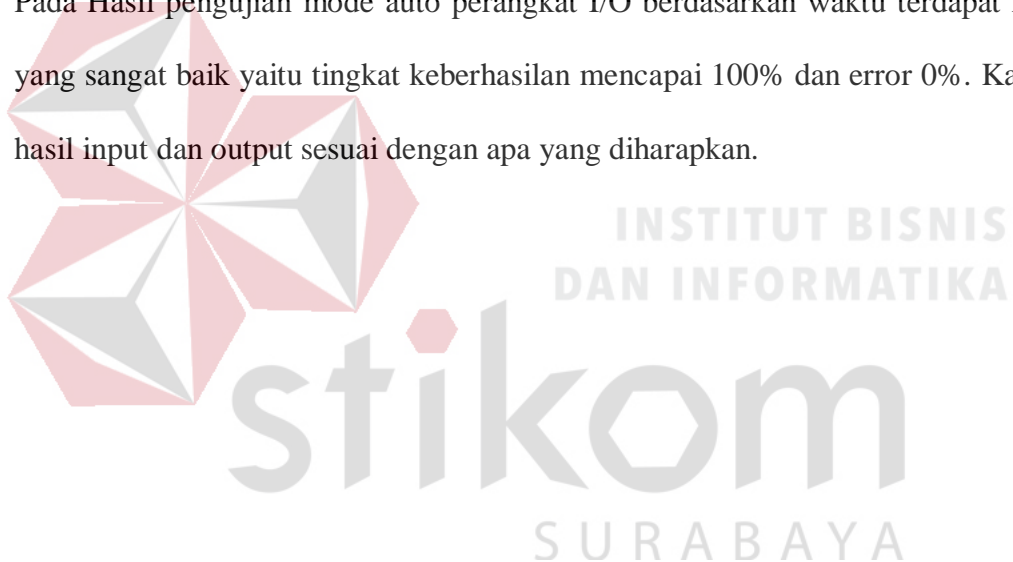 Pada Hasil pengujian mode auto perangkat I/O berdasarkan waktu terdapat
yang sangat baik yaitu tingkat keberhasilan mencapai 100% dan error 0%.
hasil input dan output sesuai dengan apa yang diharapkan.
INSTITUT BISNIS
DAN INFORMATIKA
stikom
SURABAYA